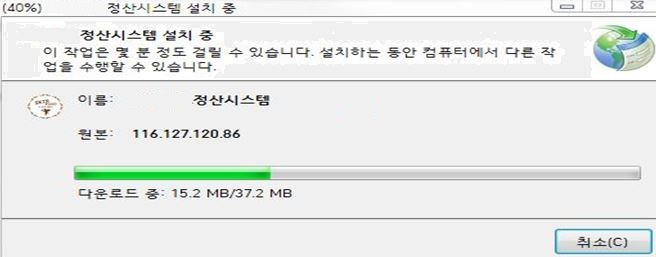 (40%) 정산시스템 설치 중
정산시스템 설치 중
이 작업은 몇 분 정도 걸릴 수 있습니다. 설치하는 동안 컴퓨터에서 다른 작
업을 수행할 수 있습니다.
이름: 정산시스템
원본: 116.127.120.86
다운로드 중: 15.2 MB/37.2 MB
취소(C)